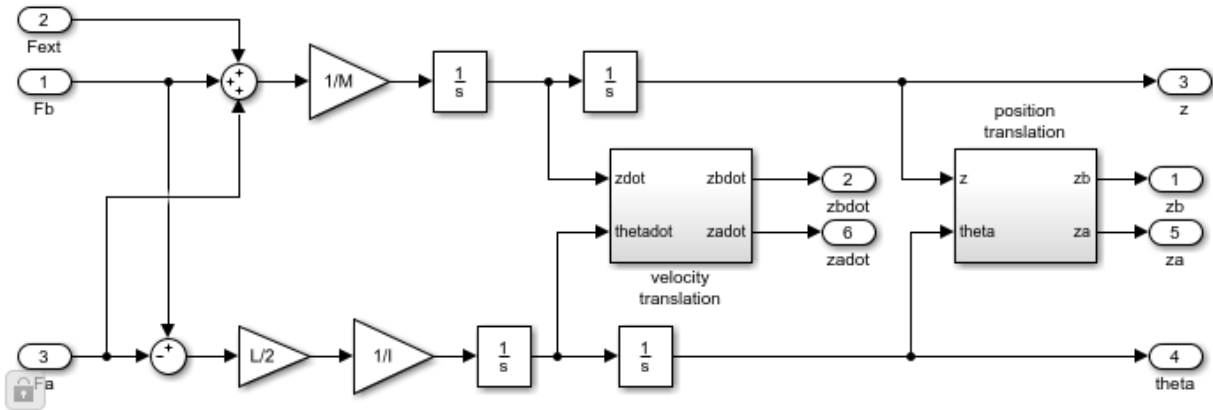 2
Fext
1
Fb
+
+
+
1/M
1
s
1
s
3
z
position
translation
zdot
zbdot
thetadot
zadot
velocity
translation
2
zbdot
6
zadot
z
zb
theta
za
1
zb
5
za
3
Fa
+
-
L/2
1/I
1
s
1
s
4
theta